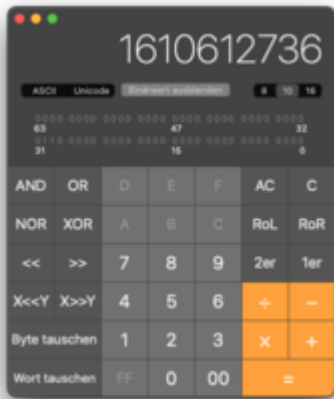 1610612736
ASCII Unicode Binärwert ausblenden 8 10 16
0000 0000 0000 0000 0000 0000 0000 0000
63 47 32
0110 0000 0000 0000 0000 0000 0000 0000
31 15 0
AND OR D E F AC C
NOR XOR A B C RoL RoR
<< >> 7 8 9 2er 1er
X<<Y X>>Y 4 5 6 ÷ −
Byte tauschen 1 2 3 × +
Wort tauschen FF 0 00 =